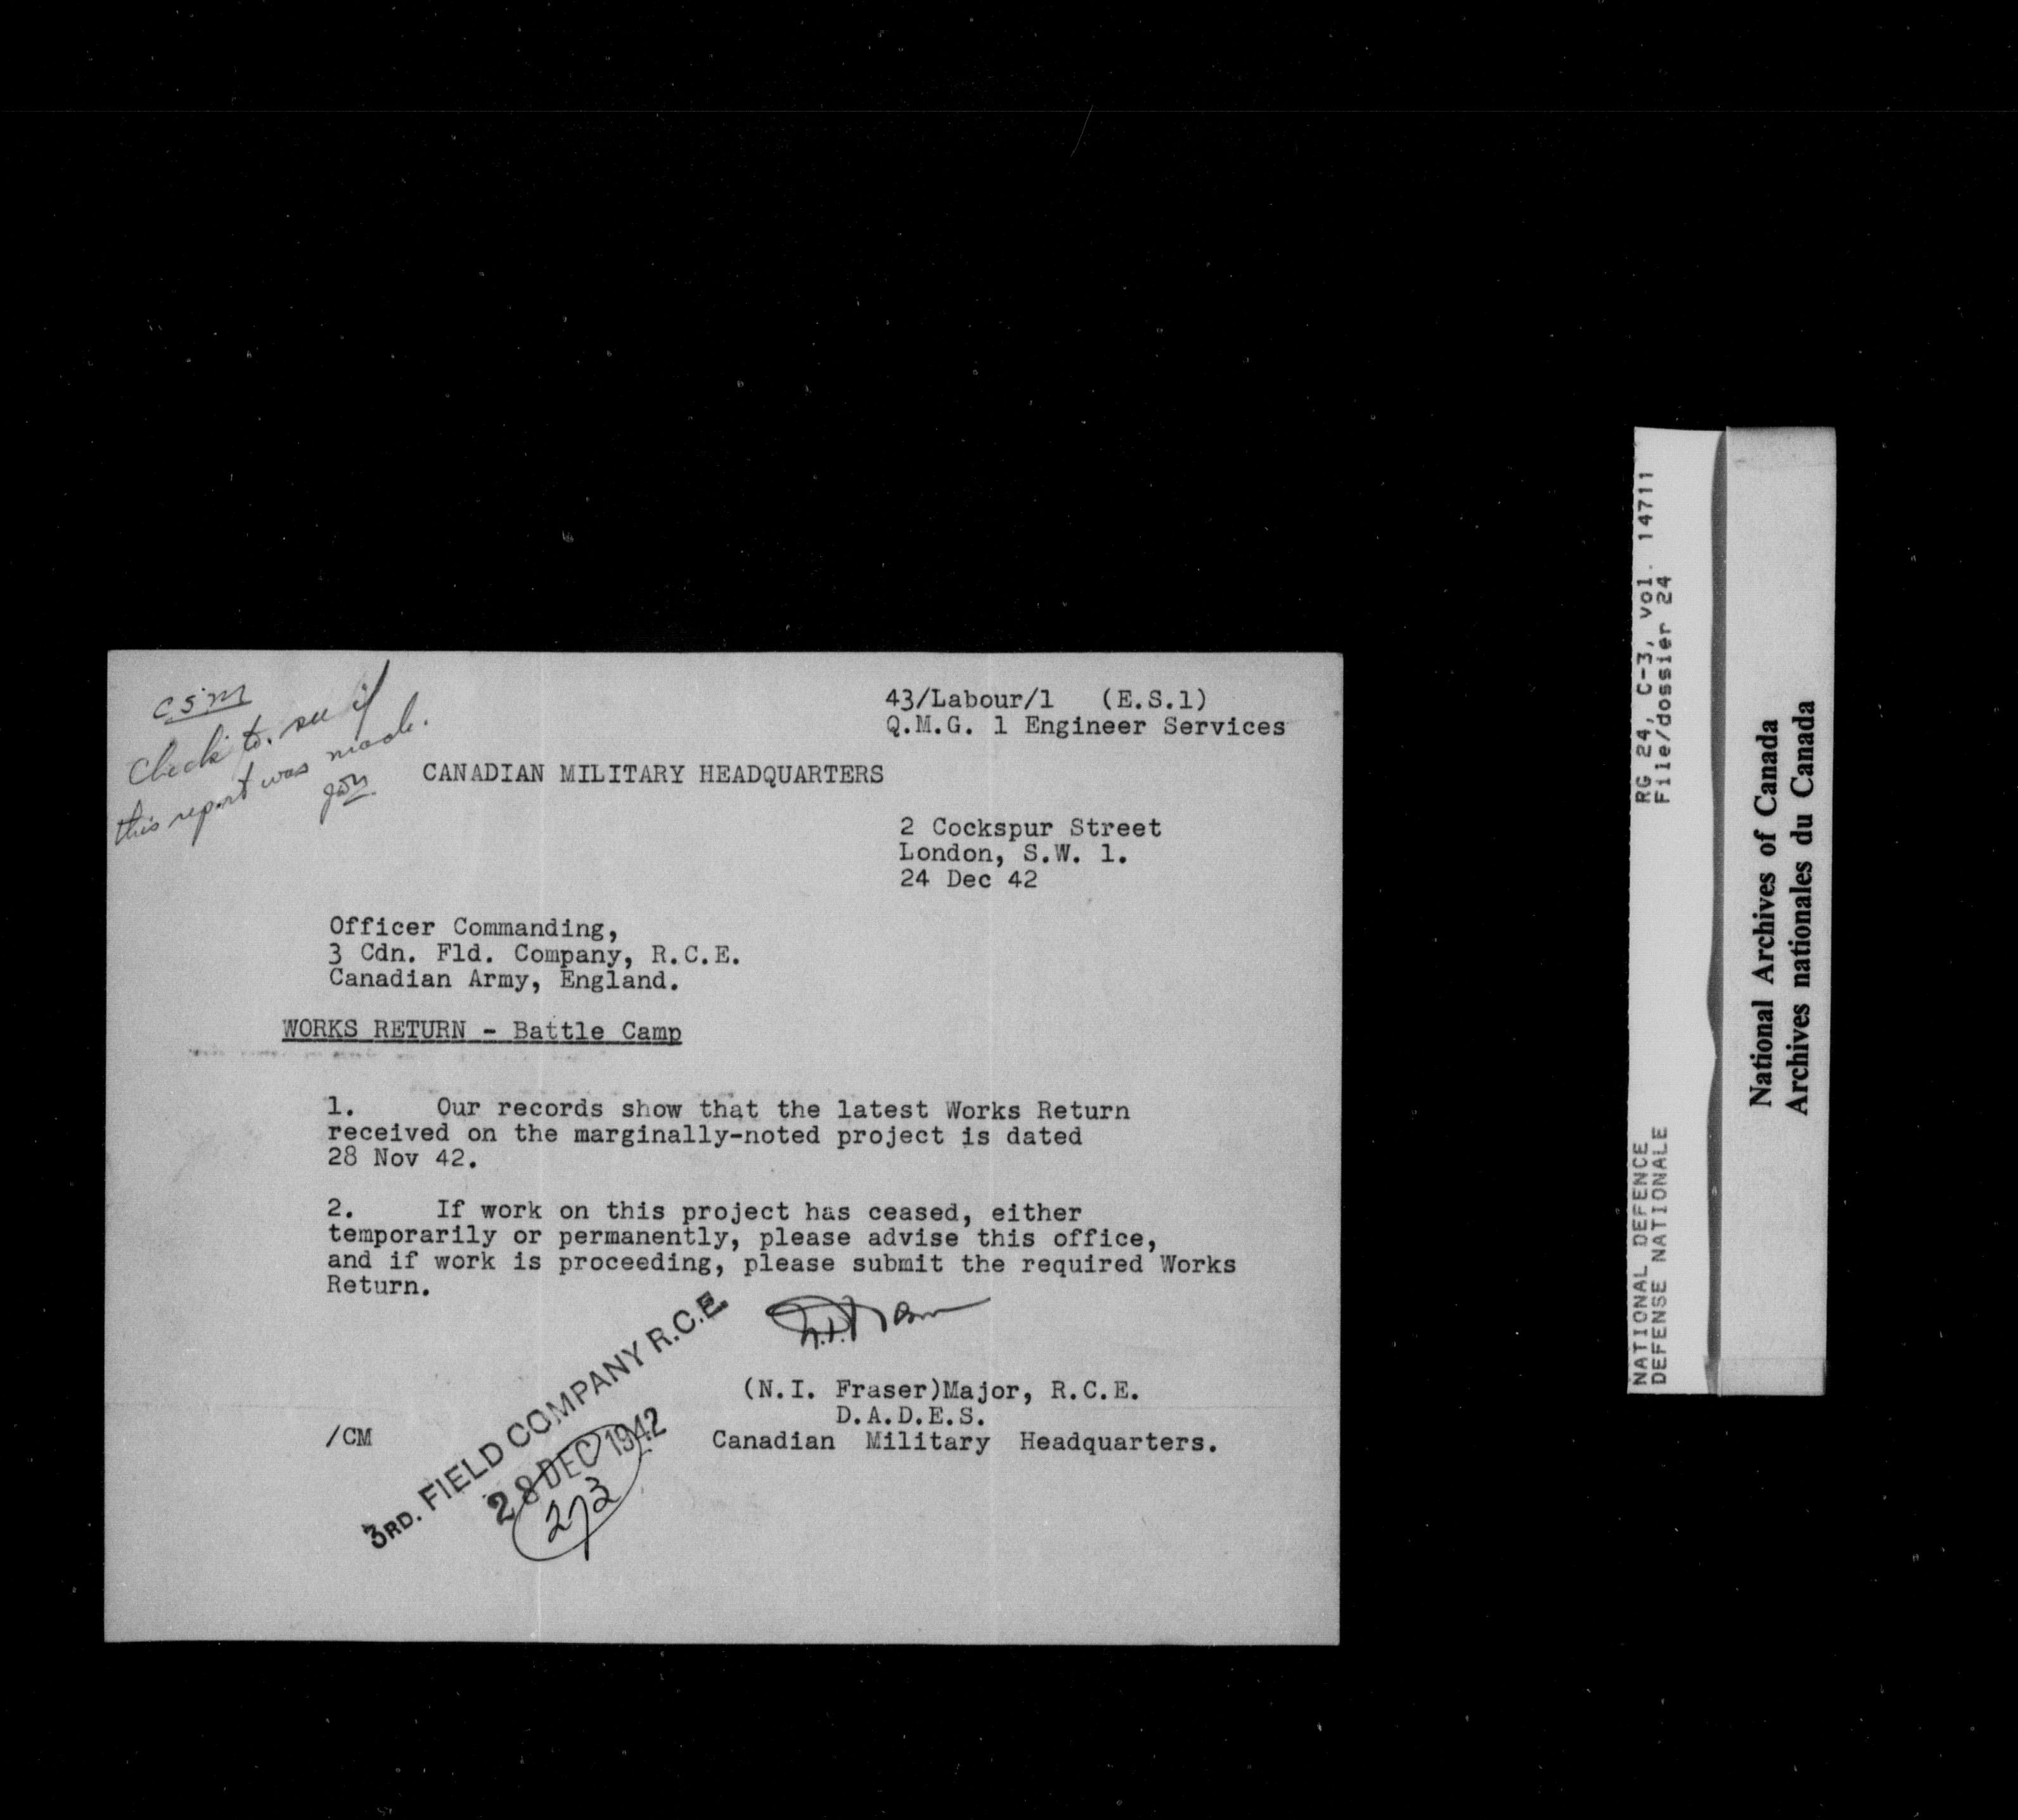 csm
Check to see if
this report was made.
43/Labour/1 (E.S.1)
Q.M.G. 1 Engineer Services
CANADIAN MILITARY HEADQUARTERS
2 Cockspur Street
London, S.W. 1.
24 Dec 42
Officer Commanding,
3 Cdn. Fld. Company, R.C.E.
Canadian Army, England.
WORKS RETURN - Battle Camp
1. Our records show that the latest Works Return
received on the marginally-noted project is dated
28 Nov 42.
2. If work on this project has ceased, either
temporarily or permanently, please advise this office,
and if work is proceeding, please submit the required Works
Return.
(N.I. Fraser)Major, R.C.E.
D.A.D.E.S.
/CM
Canadian Military Headquarters.
3RD. FIELD COMPANY R.C.E.
28 DEC 1942
273
RG 24, C-3, vol. 14711
File/dossier 24
NATIONAL DEFENCE
DEFENSE NATIONALE
National Archives of Canada
Archives nationales du Canada